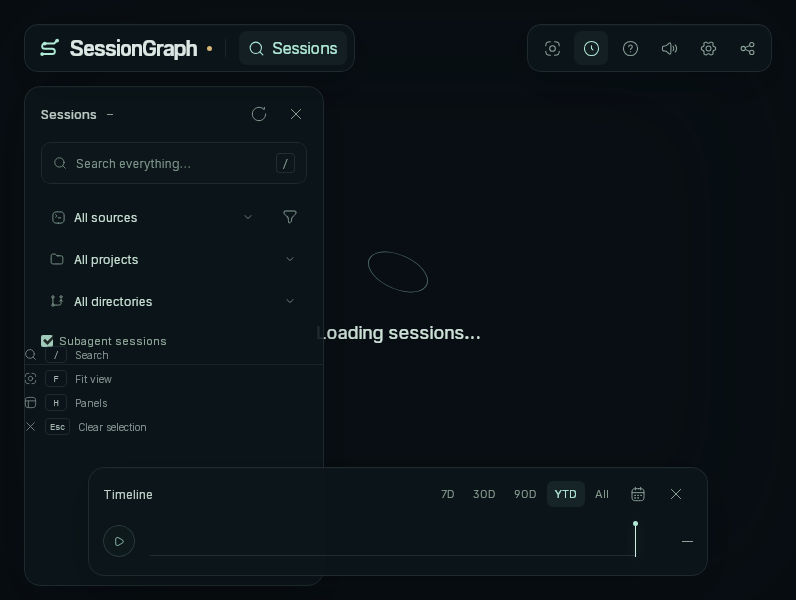 SessionGraph
Sessions
Sessions –
Search everything... /
All sources
All projects
All directories
Subagent sessions
/ Search
F Fit view
H Panels
Esc Clear selection
Loading sessions...
Timeline
7D 30D 90D YTD All
–